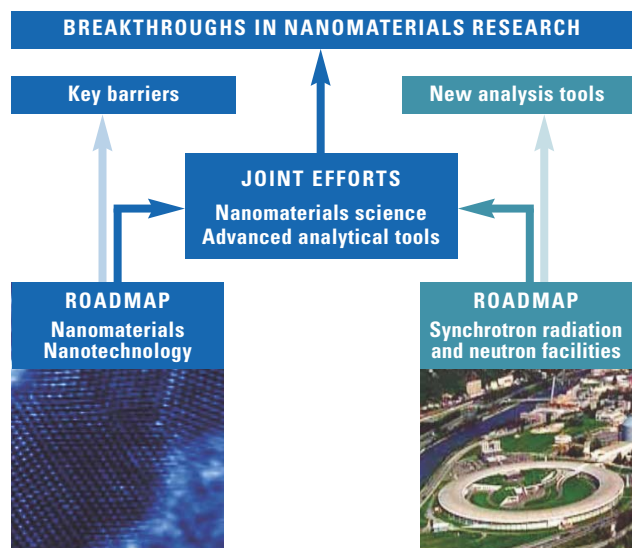 BREAKTHROUGHS IN NANOMATERIALS RESEARCH
Key barriers
New analysis tools
JOINT EFFORTS
Nanomaterials science
Advanced analytical tools
ROADMAP
Nanomaterials
Nanotechnology
ROADMAP
Synchrotron radiation
and neutron facilities